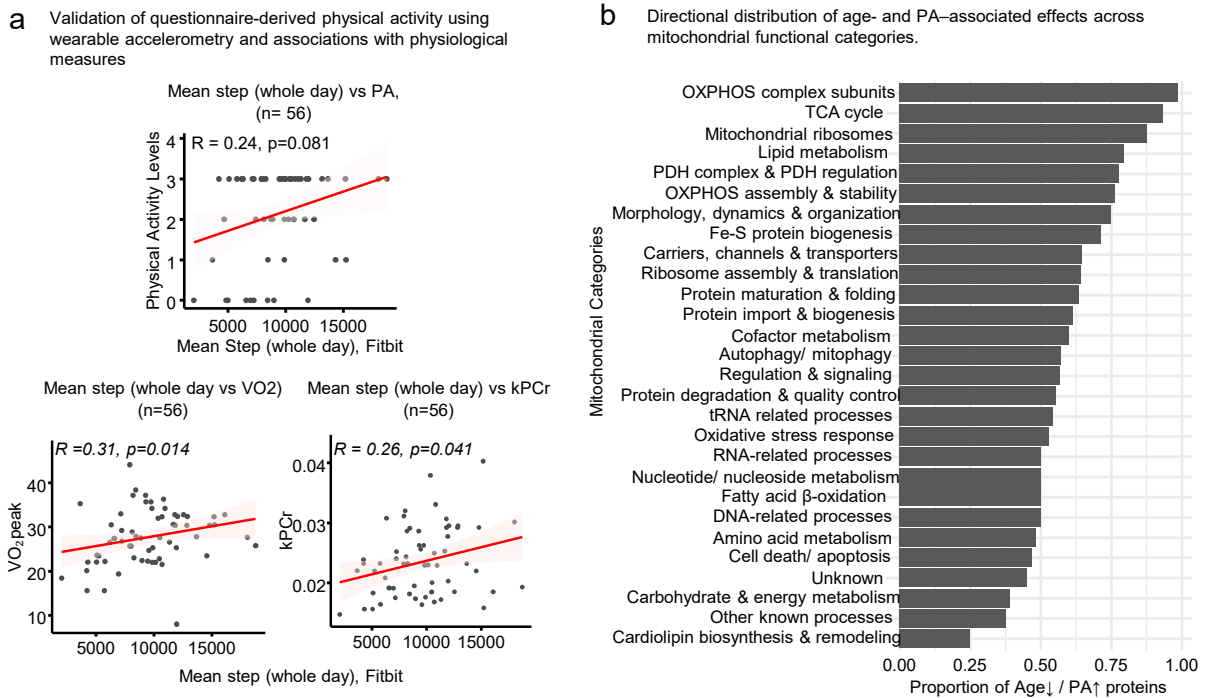 a
Validation of questionnaire-derived physical activity using
wearable accelerometry and associations with physiological
measures
Mean step (whole day) vs PA,
(n= 56)
R = 0.24, p=0.081
Physical Activity Levels
4
3
2
1
0
5000 10000 15000
Mean Step (whole day), Fitbit
Mean step (whole day vs VO2)
(n=56)
R =0.31, p=0.014
VO₂peak
40
30
20
10
5000 10000 15000
Mean step (whole day) vs kPCr
(n=56)
R = 0.26, p=0.041
kPCr
0.04
0.03
0.02
5000 10000 15000
Mean step (whole day), Fitbit
b
Directional distribution of age- and PA–associated effects across
mitochondrial functional categories.
Mitochondrial Categories
OXPHOS complex subunits
TCA cycle
Mitochondrial ribosomes
Lipid metabolism
PDH complex & PDH regulation
OXPHOS assembly & stability
Morphology, dynamics & organization
Fe-S protein biogenesis
Carriers, channels & transporters
Ribosome assembly & translation
Protein maturation & folding
Protein import & biogenesis
Cofactor metabolism
Autophagy/ mitophagy
Regulation & signaling
Protein degradation & quality control
tRNA related processes
Oxidative stress response
RNA-related processes
Nucleotide/ nucleoside metabolism
Fatty acid β-oxidation
DNA-related processes
Amino acid metabolism
Cell death/ apoptosis
Unknown
Carbohydrate & energy metabolism
Other known processes
Cardiolipin biosynthesis & remodeling
0.00 0.25 0.50 0.75 1.00
Proportion of Age↓ / PA↑ proteins